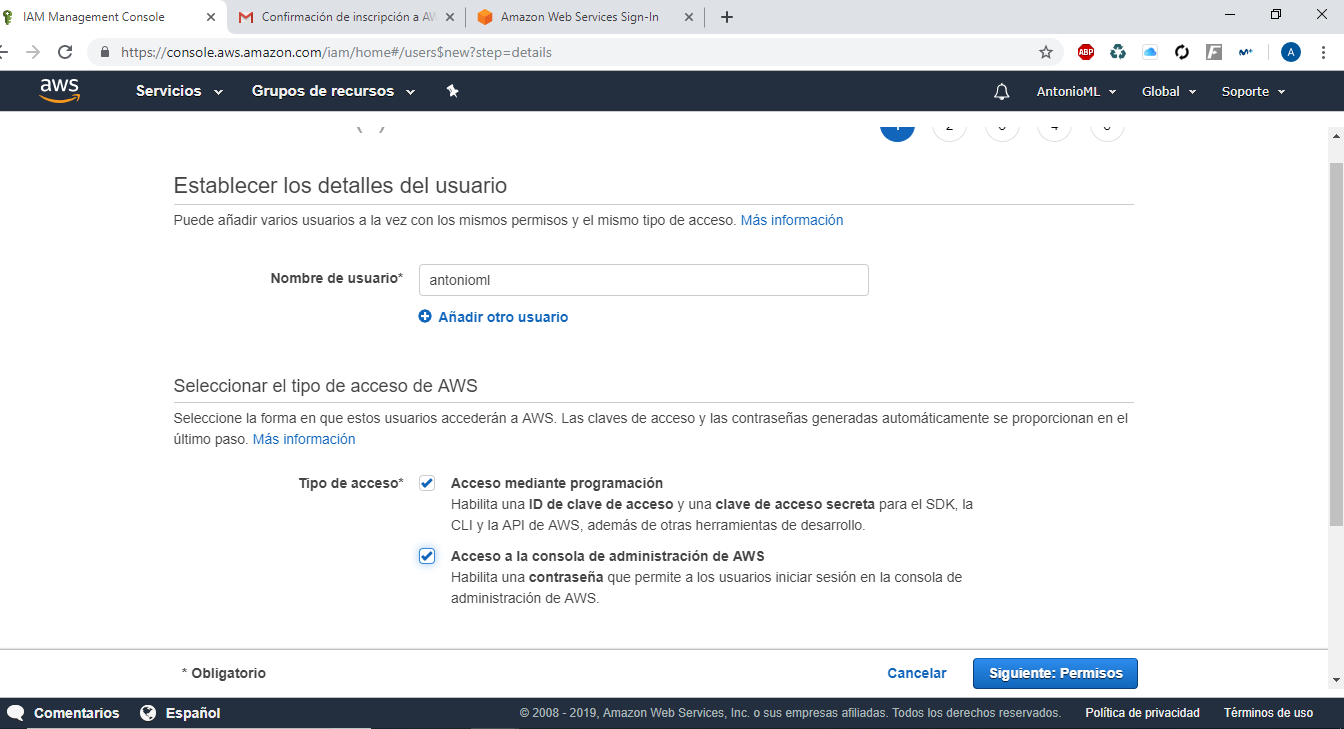 IAM Management Console
Confirmación de inscripción a AW
Amazon Web Services Sign-In
https://console.aws.amazon.com/iam/home#/users$new?step=details
ABP
F
M+
A
aws
Servicios
Grupos de recursos
AntonioML
Global
Soporte
1 2 3 4 5
Establecer los detalles del usuario
Puede añadir varios usuarios a la vez con los mismos permisos y el mismo tipo de acceso. Más información
Nombre de usuario*
antonioml
Añadir otro usuario
Seleccionar el tipo de acceso de AWS
Seleccione la forma en que estos usuarios accederán a AWS. Las claves de acceso y las contraseñas generadas automáticamente se proporcionan en el
último paso. Más información
Tipo de acceso*
Acceso mediante programación
Habilita una ID de clave de acceso y una clave de acceso secreta para el SDK, la
CLI y la API de AWS, además de otras herramientas de desarrollo.
Acceso a la consola de administración de AWS
Habilita una contraseña que permite a los usuarios iniciar sesión en la consola de
administración de AWS.
* Obligatorio
Cancelar
Siguiente: Permisos
Comentarios
Español
© 2008 - 2019, Amazon Web Services, Inc. o sus empresas afiliadas. Todos los derechos reservados.
Política de privacidad
Términos de uso